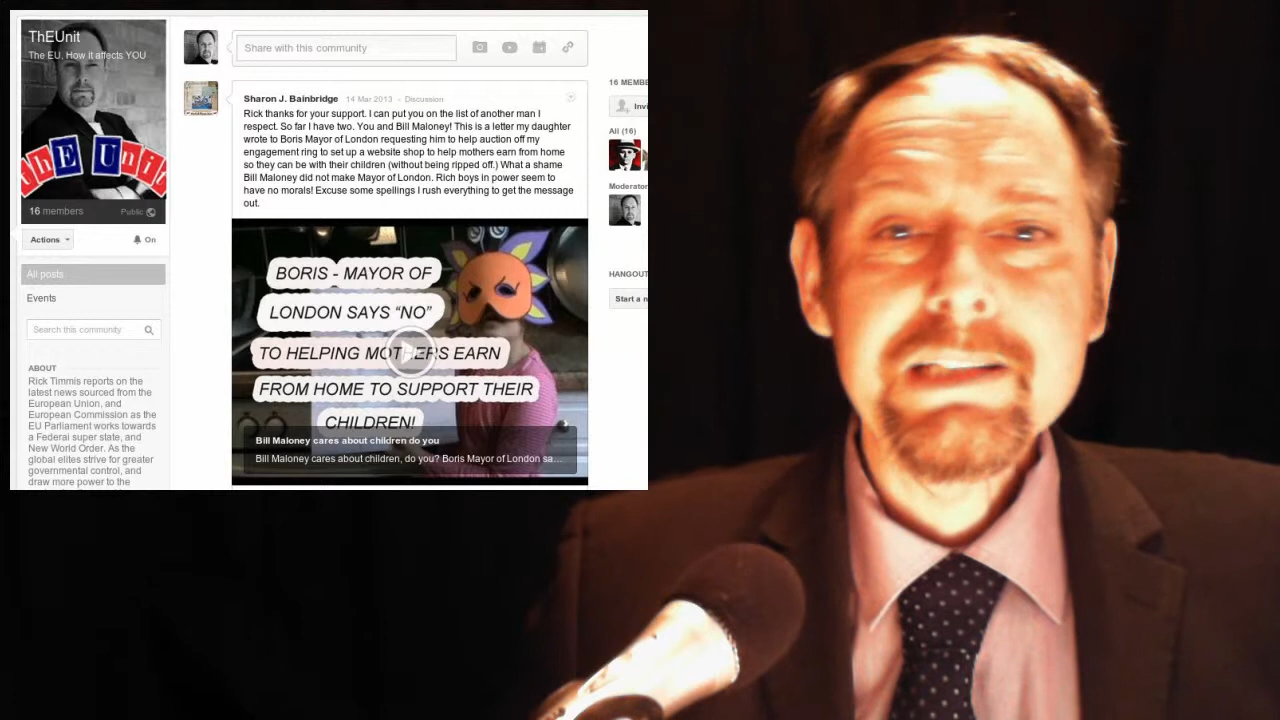 ThEUnit
The EU, How it affects YOU
thEUnit
16 members
Public
Actions
On
All posts
Events
Search this community
ABOUT
Rick Timmis reports on the
latest news sourced from the
European Union, and
European Commission as the
EU Parliament works towards
a Federal super state, and
New World Order. As the
global elites strive for greater
governmental control, and
draw more power to the
Share with this community
Sharon J. Bainbridge 14 Mar 2013 - Discussion
Rick thanks for your support. I can put you on the list of another man I
respect. So far I have two. You and Bill Maloney! This is a letter my daughter
wrote to Boris Mayor of London requesting him to help auction off my
engagement ring to set up a website shop to help mothers earn from home
so they can be with their children (without being ripped off.) What a shame
Bill Maloney did not make Mayor of London. Rich boys in power seem to
have no morals! Excuse some spellings I rush everything to get the message
out.
BORIS - MAYOR OF
LONDON SAYS “NO”
TO HELPING MOTHERS EARN
FROM HOME TO SUPPORT THEIR
CHILDREN!
Bill Maloney cares about children do you
Bill Maloney cares about children, do you? Boris Mayor of London sa...
16 MEMBE
Invi
All (16)
Moderator
HANGOUT
Start a n